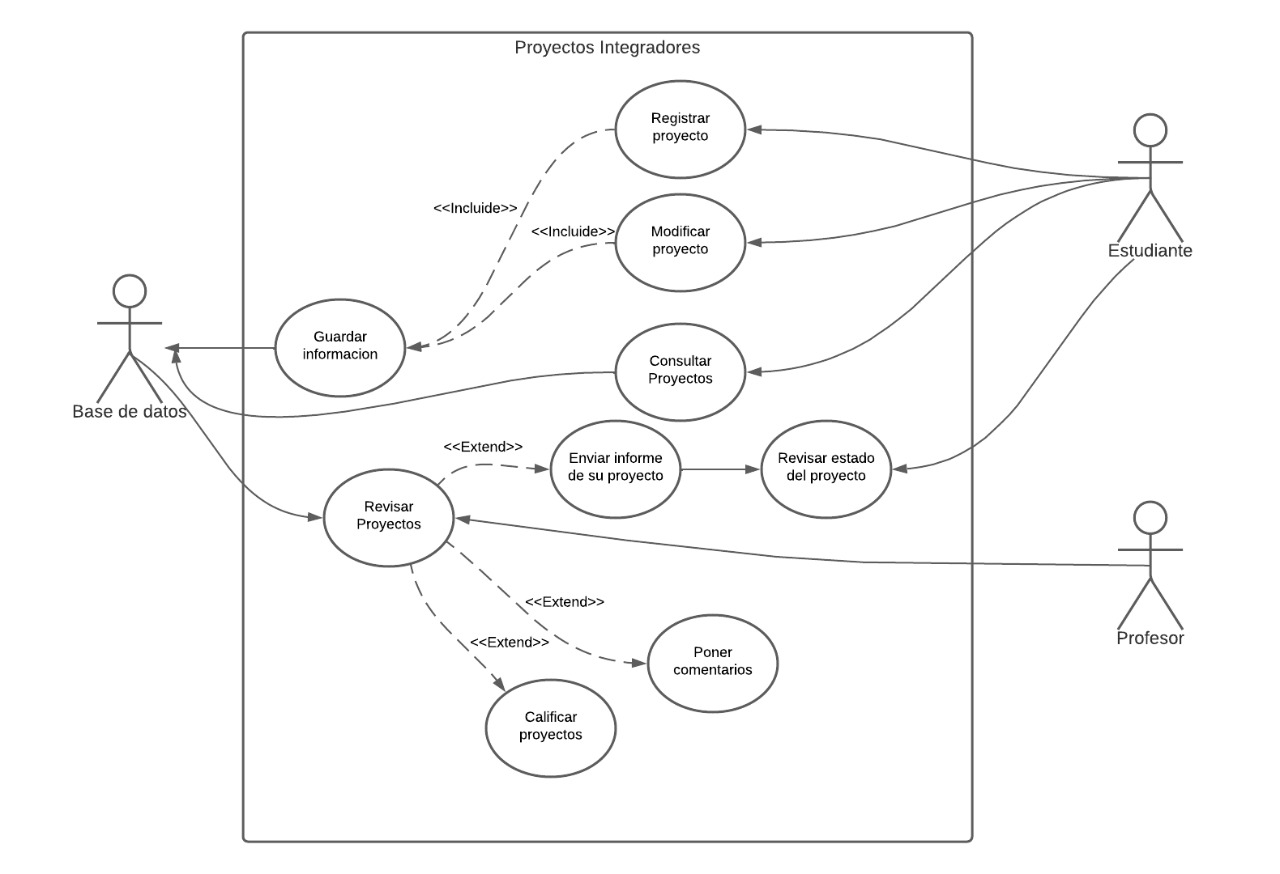 Proyectos Integradores
Registrar
proyecto
<<Incluide>>
<<Incluide>>
Modificar
proyecto
Estudiante
Guardar
informacion
Consultar
Proyectos
Base de datos
<<Extend>>
Enviar informe
de su proyecto
Revisar estado
del proyecto
Revisar
Proyectos
<<Extend>>
<<Extend>>
Profesor
Poner
comentarios
Calificar
proyectos